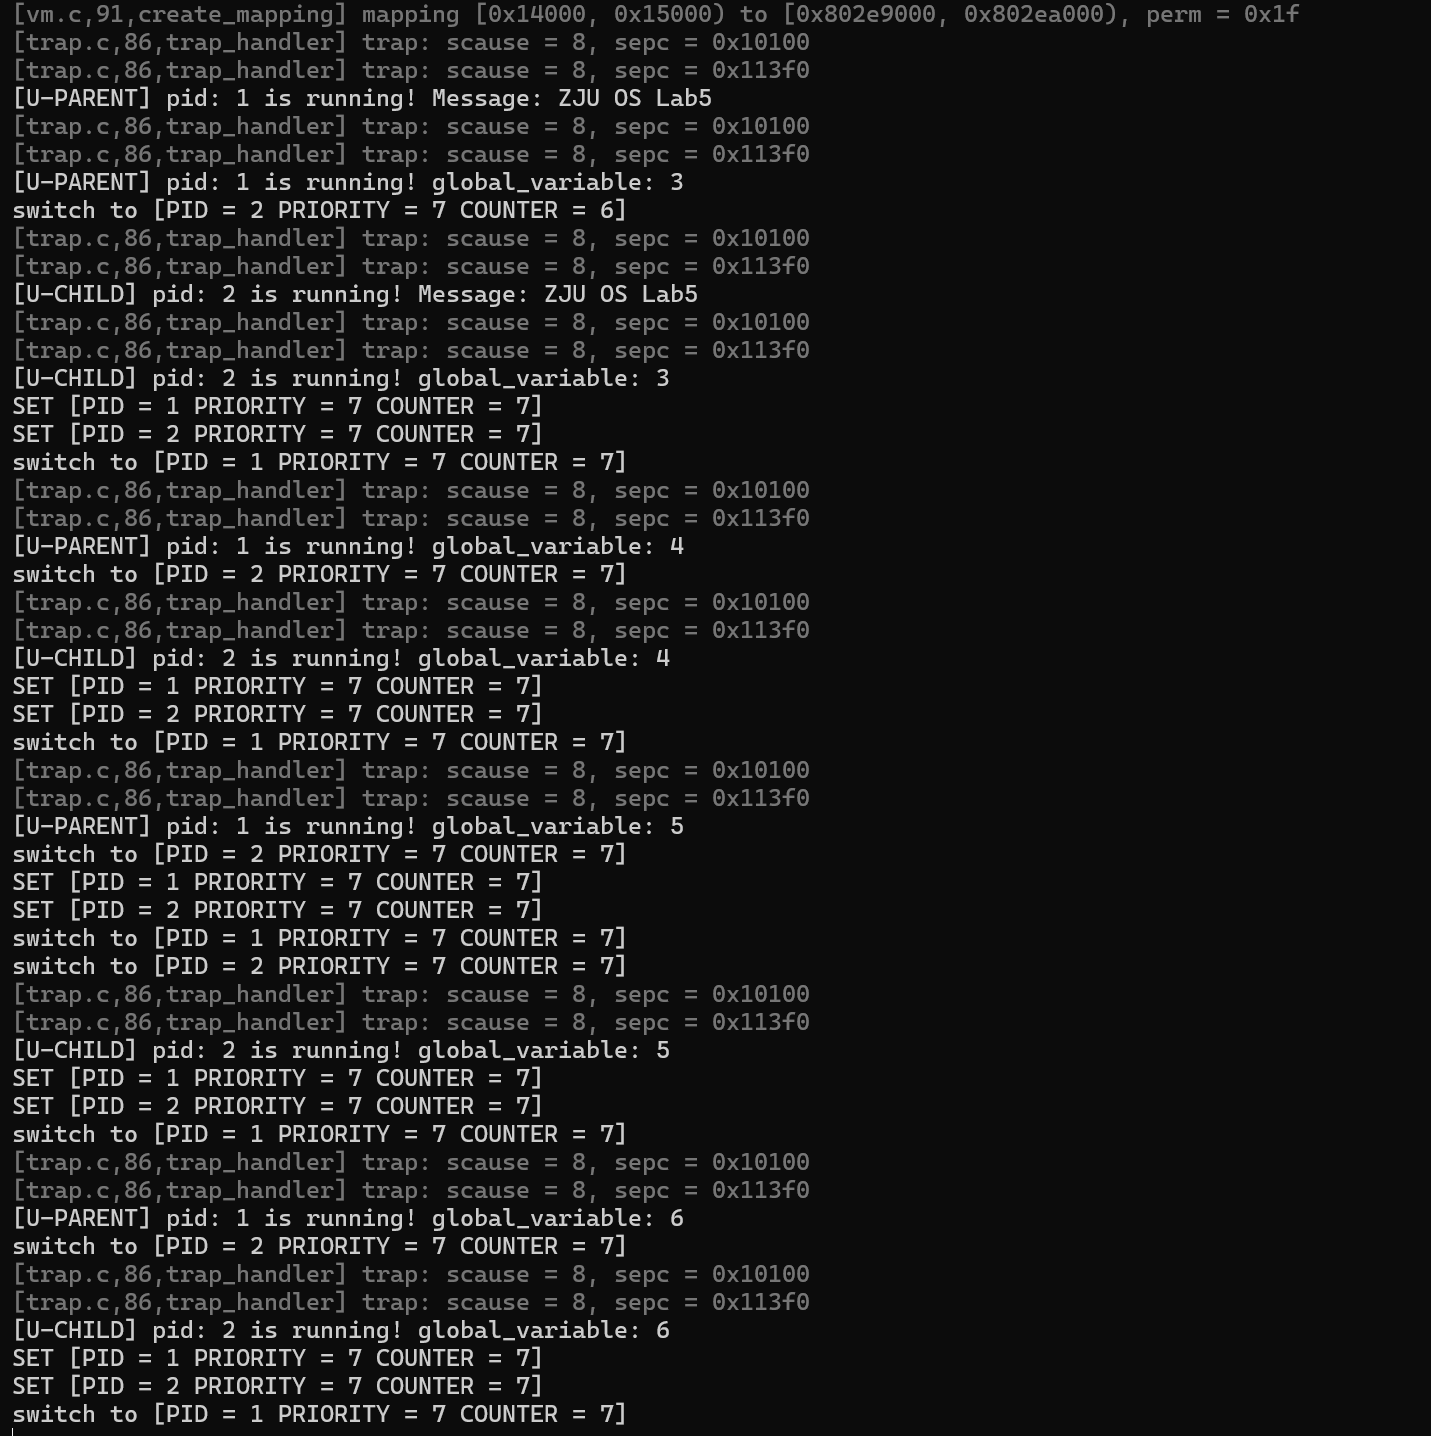 [vm.c,91,create_mapping] mapping [0x14000, 0x15000) to [0x802e9000, 0x802ea000), perm = 0x1f
[trap.c,86,trap_handler] trap: scause = 8, sepc = 0x10100
[trap.c,86,trap_handler] trap: scause = 8, sepc = 0x113f0
[U-PARENT] pid: 1 is running! Message: ZJU OS Lab5
[trap.c,86,trap_handler] trap: scause = 8, sepc = 0x10100
[trap.c,86,trap_handler] trap: scause = 8, sepc = 0x113f0
[U-PARENT] pid: 1 is running! global_variable: 3
switch to [PID = 2 PRIORITY = 7 COUNTER = 6]
[trap.c,86,trap_handler] trap: scause = 8, sepc = 0x10100
[trap.c,86,trap_handler] trap: scause = 8, sepc = 0x113f0
[U-CHILD] pid: 2 is running! Message: ZJU OS Lab5
[trap.c,86,trap_handler] trap: scause = 8, sepc = 0x10100
[trap.c,86,trap_handler] trap: scause = 8, sepc = 0x113f0
[U-CHILD] pid: 2 is running! global_variable: 3
SET [PID = 1 PRIORITY = 7 COUNTER = 7]
SET [PID = 2 PRIORITY = 7 COUNTER = 7]
switch to [PID = 1 PRIORITY = 7 COUNTER = 7]
[trap.c,86,trap_handler] trap: scause = 8, sepc = 0x10100
[trap.c,86,trap_handler] trap: scause = 8, sepc = 0x113f0
[U-PARENT] pid: 1 is running! global_variable: 4
switch to [PID = 2 PRIORITY = 7 COUNTER = 7]
[trap.c,86,trap_handler] trap: scause = 8, sepc = 0x10100
[trap.c,86,trap_handler] trap: scause = 8, sepc = 0x113f0
[U-CHILD] pid: 2 is running! global_variable: 4
SET [PID = 1 PRIORITY = 7 COUNTER = 7]
SET [PID = 2 PRIORITY = 7 COUNTER = 7]
switch to [PID = 1 PRIORITY = 7 COUNTER = 7]
[trap.c,86,trap_handler] trap: scause = 8, sepc = 0x10100
[trap.c,86,trap_handler] trap: scause = 8, sepc = 0x113f0
[U-PARENT] pid: 1 is running! global_variable: 5
switch to [PID = 2 PRIORITY = 7 COUNTER = 7]
SET [PID = 1 PRIORITY = 7 COUNTER = 7]
SET [PID = 2 PRIORITY = 7 COUNTER = 7]
switch to [PID = 1 PRIORITY = 7 COUNTER = 7]
switch to [PID = 2 PRIORITY = 7 COUNTER = 7]
[trap.c,86,trap_handler] trap: scause = 8, sepc = 0x10100
[trap.c,86,trap_handler] trap: scause = 8, sepc = 0x113f0
[U-CHILD] pid: 2 is running! global_variable: 5
SET [PID = 1 PRIORITY = 7 COUNTER = 7]
SET [PID = 2 PRIORITY = 7 COUNTER = 7]
switch to [PID = 1 PRIORITY = 7 COUNTER = 7]
[trap.c,86,trap_handler] trap: scause = 8, sepc = 0x10100
[trap.c,86,trap_handler] trap: scause = 8, sepc = 0x113f0
[U-PARENT] pid: 1 is running! global_variable: 6
switch to [PID = 2 PRIORITY = 7 COUNTER = 7]
[trap.c,86,trap_handler] trap: scause = 8, sepc = 0x10100
[trap.c,86,trap_handler] trap: scause = 8, sepc = 0x113f0
[U-CHILD] pid: 2 is running! global_variable: 6
SET [PID = 1 PRIORITY = 7 COUNTER = 7]
SET [PID = 2 PRIORITY = 7 COUNTER = 7]
switch to [PID = 1 PRIORITY = 7 COUNTER = 7]